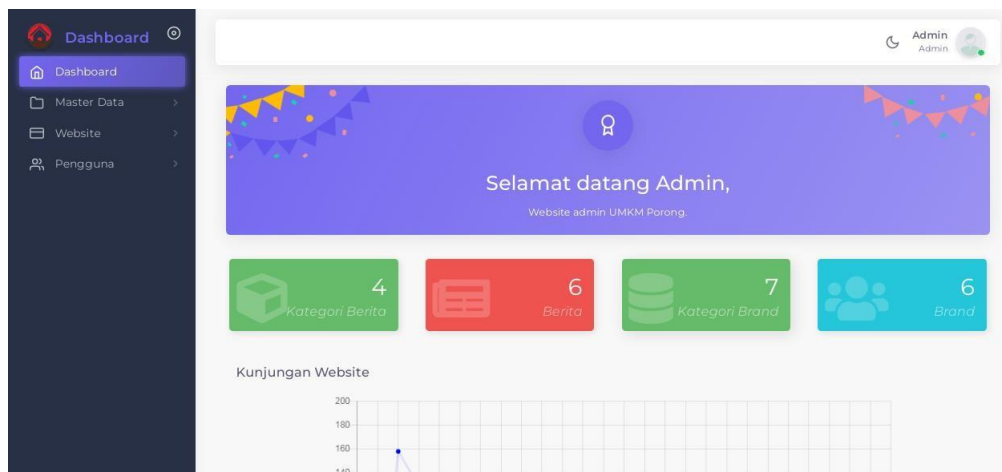 Dashboard
Dashboard
Master Data
Website
Pengguna
Admin
Admin
Selamat datang Admin,
Website admin UMKM Porong.
4
Kategori Berita
6
Berita
7
Kategori Brand
6
Brand
Kunjungan Website
200
180
160
140